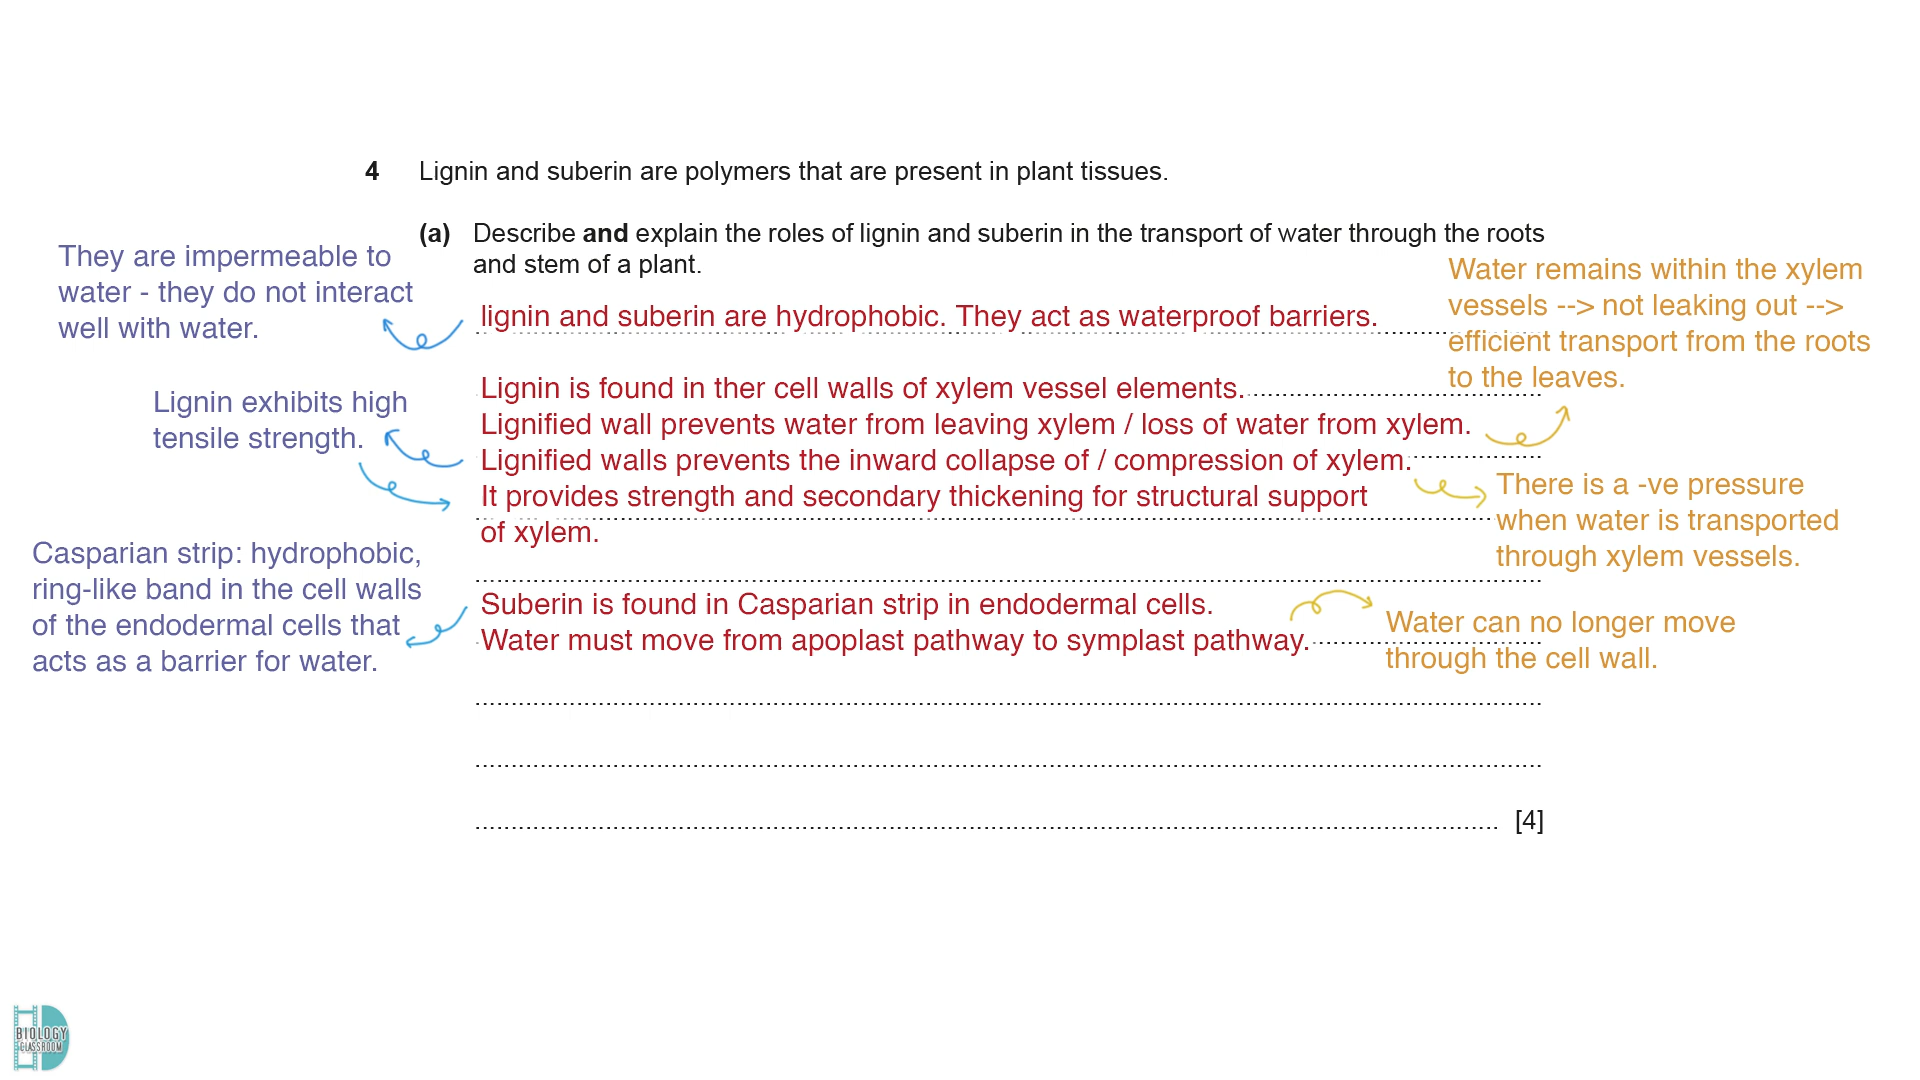 4 Lignin and suberin are polymers that are present in plant tissues.
(a) Describe and explain the roles of lignin and suberin in the transport of water through the roots
and stem of a plant.
They are impermeable to
water - they do not interact
well with water.
lignin and suberin are hydrophobic. They act as waterproof barriers.
Water remains within the xylem
vessels --> not leaking out -->
efficient transport from the roots
to the leaves.
Lignin exhibits high
tensile strength.
Lignin is found in ther cell walls of xylem vessel elements.
Lignified wall prevents water from leaving xylem / loss of water from xylem.
Lignified walls prevents the inward collapse of / compression of xylem.
It provides strength and secondary thickening for structural support
of xylem.
There is a -ve pressure
when water is transported
through xylem vessels.
Casparian strip: hydrophobic,
ring-like band in the cell walls
of the endodermal cells that
acts as a barrier for water.
Suberin is found in Casparian strip in endodermal cells.
Water must move from apoplast pathway to symplast pathway.
Water can no longer move
through the cell wall.
[4]
BIOLOGY
CLASSROOM